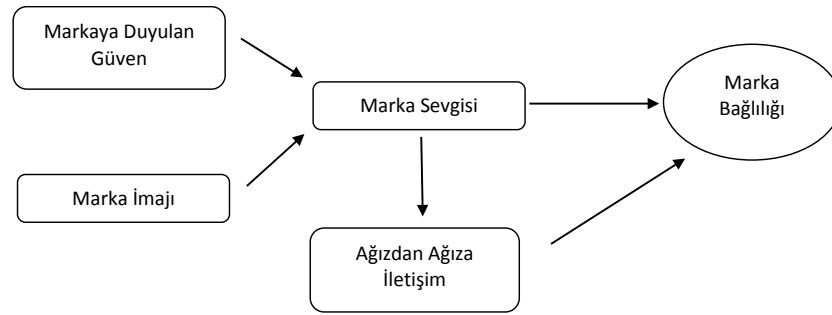 Markaya Duyulan
Güven
Marka Sevgisi
Marka
Bağlılığı
Marka İmajı
Ağızdan Ağıza
İletişim